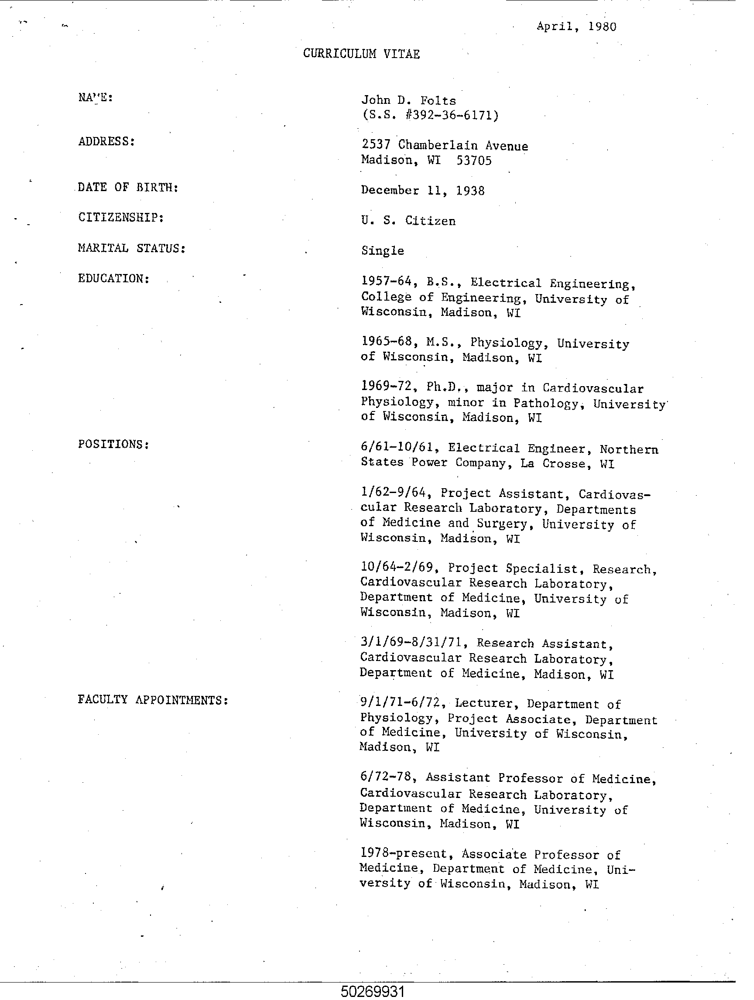 April, 1980
CURRICULUM VITAE
NAME: John D. Folts
(S.S. #392-36-6171)
ADDRESS: 2537 Chamberlain Avenue
Madison, WI 53705
DATE OF BIRTH: December 11, 1938
CITIZENSHIP: U. S. Citizen
MARITAL STATUS: Single
EDUCATION: 1957-64, B.S., Electrical Engineering,
College of Engineering, University of
Wisconsin, Madison, WI
1965-68, M.S., Physiology, University
of Wisconsin, Madison, WI
1969-72, Ph.D., major in Cardiovascular
Physiology, minor in Pathology, University
of Wisconsin, Madison, WI
POSITIONS: 6/61-10/61, Electrical Engineer, Northern
States Power Company, La Crosse, WI
1/62-9/64, Project Assistant, Cardiovas-
cular Research Laboratory, Departments
of Medicine and Surgery, University of
Wisconsin, Madison, WI
10/64-2/69, Project Specialist, Research,
Cardiovascular Research Laboratory,
Department of Medicine, University of
Wisconsin, Madison, WI
3/1/69-8/31/71, Research Assistant,
Cardiovascular Research Laboratory,
Department of Medicine, Madison, WI
FACULTY APPOINTMENTS: 9/1/71-6/72, Lecturer, Department of
Physiology, Project Associate, Department
of Medicine, University of Wisconsin,
Madison, WI
6/72-78, Assistant Professor of Medicine,
Cardiovascular Research Laboratory,
Department of Medicine, University of
Wisconsin, Madison, WI
1978-present, Associate Professor of
Medicine, Department of Medicine, Uni-
versity of Wisconsin, Madison, WI
50269931